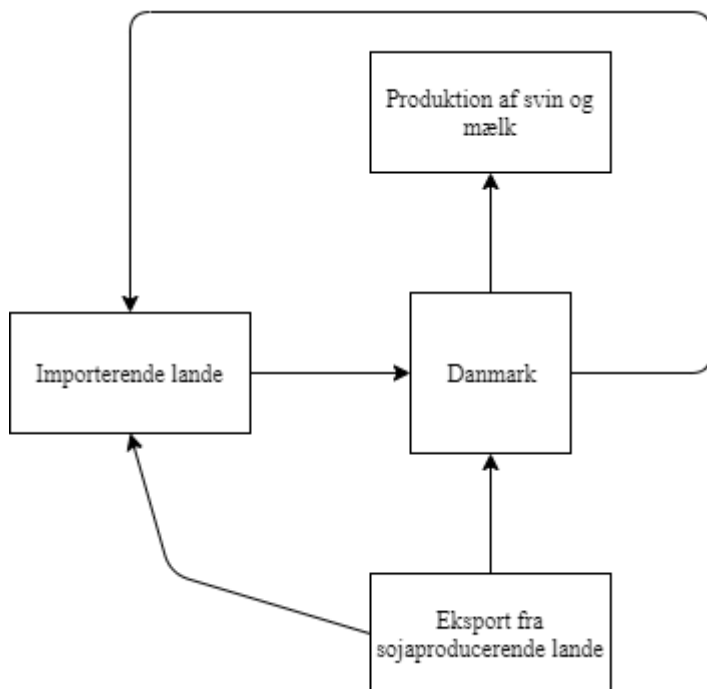 Produktion af svin og
mælk
Importerende lande
Danmark
Eksport fra
sojaproducerende lande